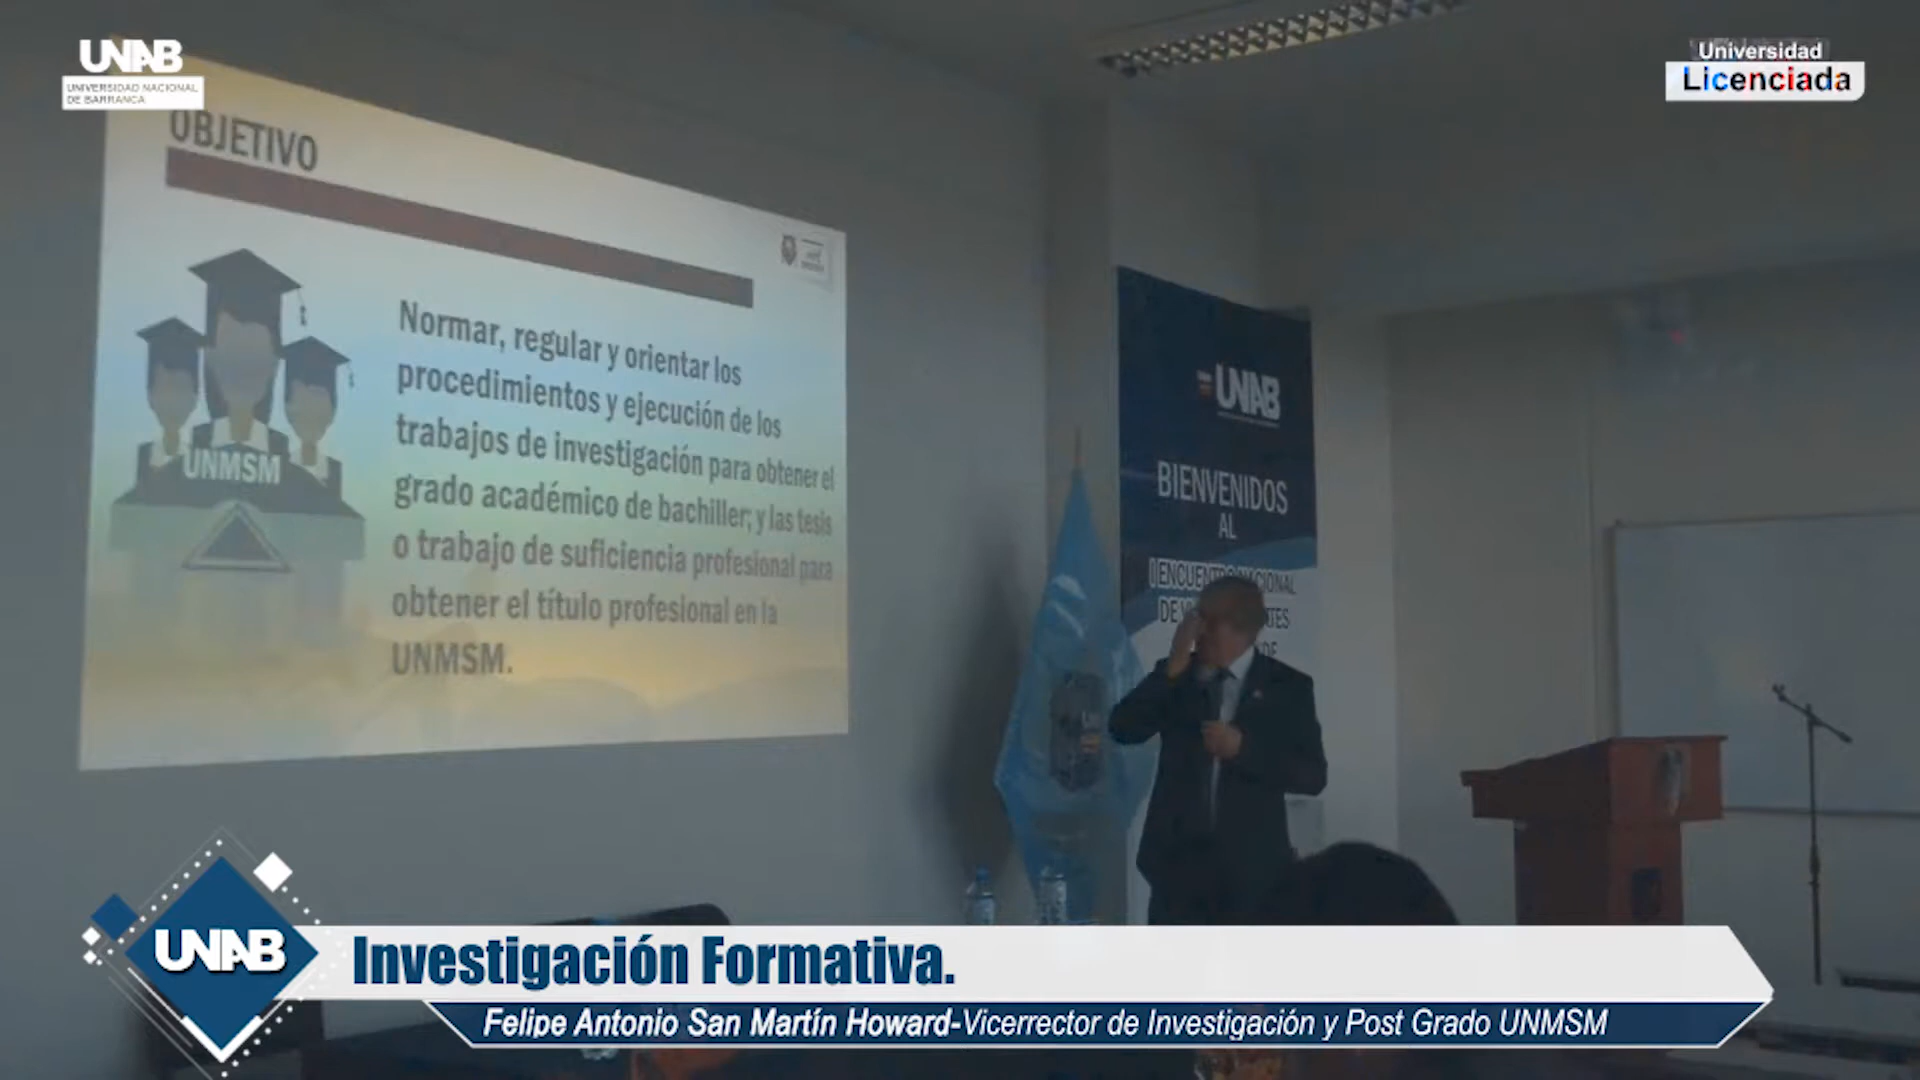 UNAB
UNIVERSIDAD NACIONAL
DE BARRANCA
Universidad
Licenciada
OBJETIVO
Normar, regular y orientar los
procedimientos y ejecución de los
trabajos de investigación para obtener el
grado académico de bachiller; y las tesis
o trabajo de suficiencia profesional para
obtener el título profesional en la
UNMSM.
UNMSM
UNAB
BIENVENIDOS
AL
I ENCUENTRO NACIONAL
DE
UNAB
Investigación Formativa.
Felipe Antonio San Martín Howard-Vicerrector de Investigación y Post Grado UNMSM